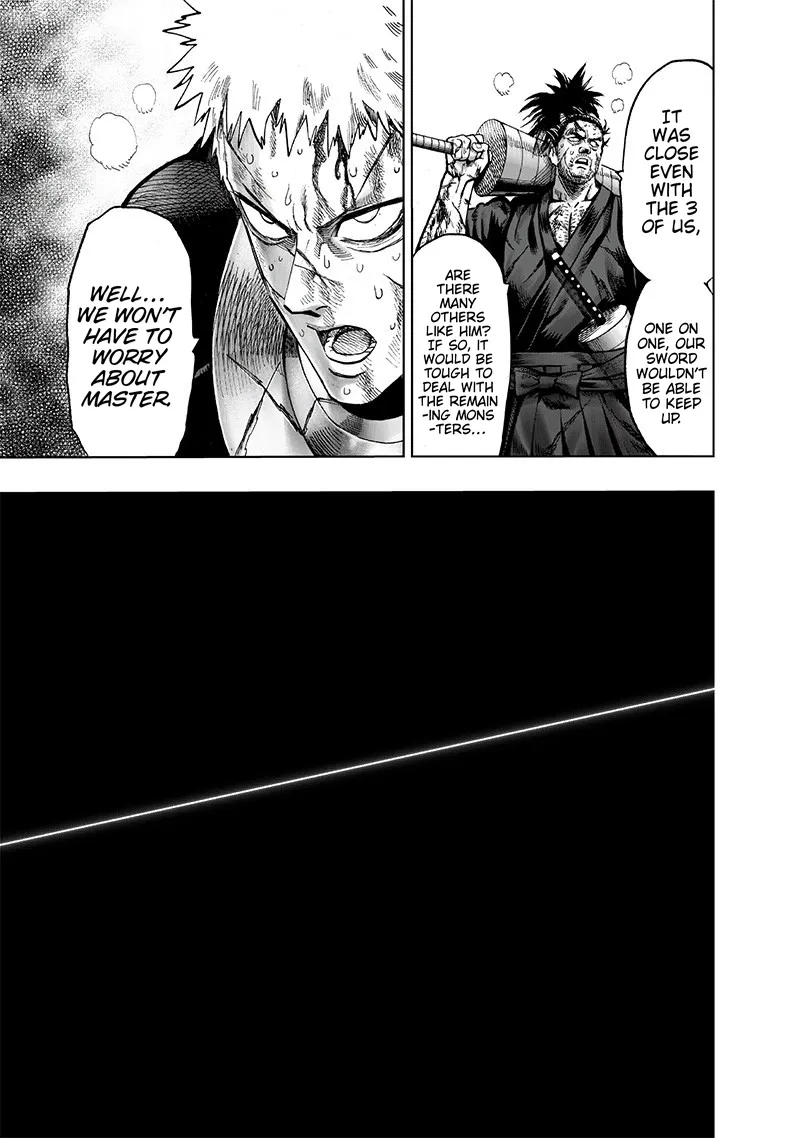 IT
WAS
CLOSE
EVEN
WITH
THE 3
OF US,
ONE ON
ONE, OUR
SWORD
WOULDN'T
BE ABLE
TO KEEP
UP.
ARE
THERE
MANY
OTHERS
LIKE HIM?
IF SO, IT
WOULD BE
TOUGH TO
DEAL WITH
THE REMAIN
-ING MONS
-TERS...
WELL...
WE WON'T
HAVE TO
WORRY
ABOUT
MASTER.